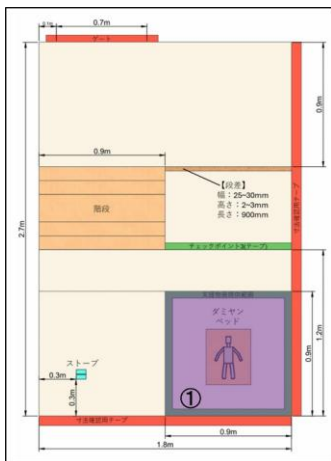 0.7m
ゲート
0.9m
0.9m
【段差】
幅:25~30mm
高さ:2~3mm
長さ:900mm
階段
2.7m
寸法確認用テープ
チェックポイント
ダミヤン
ベッド
ストーブ
0.3m
0.3m
①
0.9m
1.2m
寸法確認用テープ
0.9m
1.8m